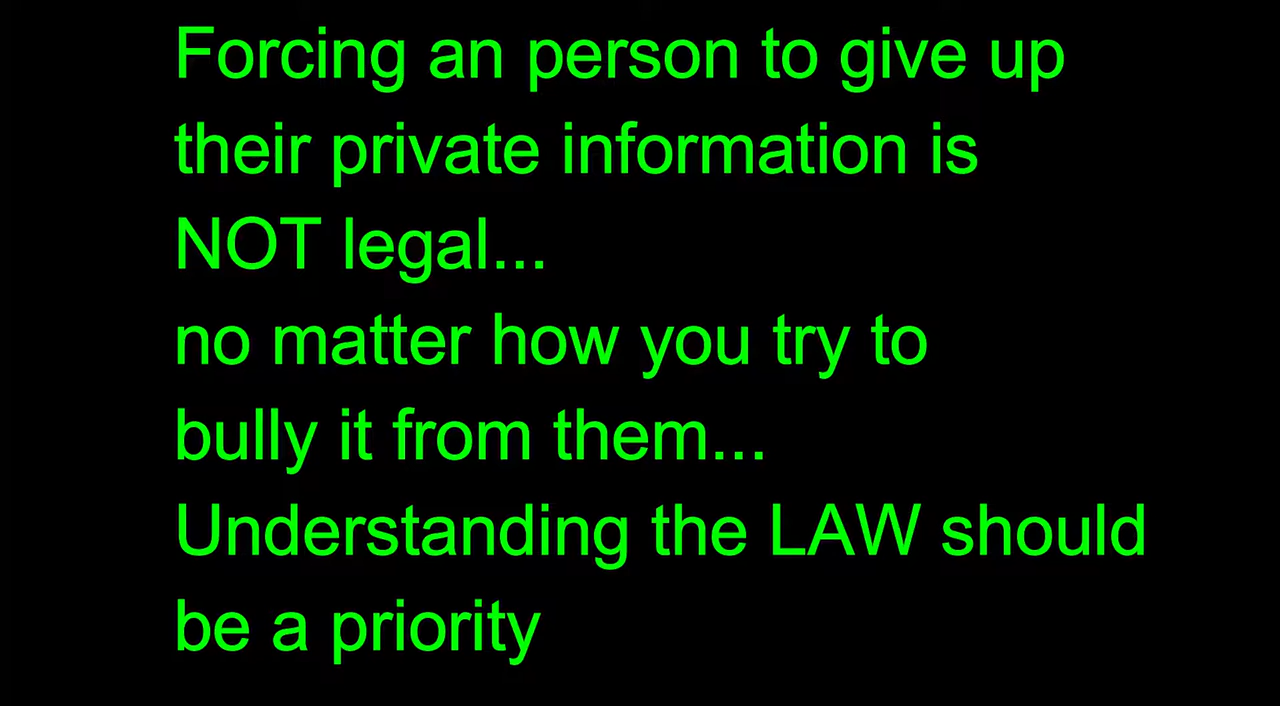 Forcing an person to give up
their private information is
NOT legal...
no matter how you try to
bully it from them...
Understanding the LAW should
be a priority